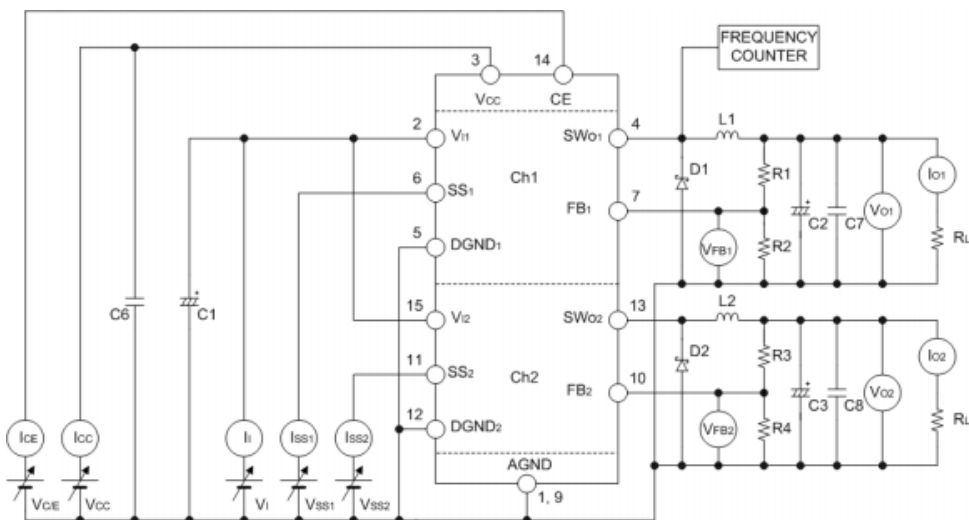 FREQUENCY
COUNTER
3 14
VCC CE
2 VI1 SWO1 4 L1
D1 R1 IO1
6 SS1 Ch1 7
FB1 C2 C7 VO1
5 DGND1 VFB1 R2 RL
C6 C1
15 VI2 SWO2 13 L2
D2 R3 IO2
11 SS2 Ch2 10
FB2 C3 C8 VO2
12 DGND2 VFB2 R4 RL
ICE ICC II ISS1 ISS2
AGND
VC/E VCC VI VSS1 VSS2
1, 9